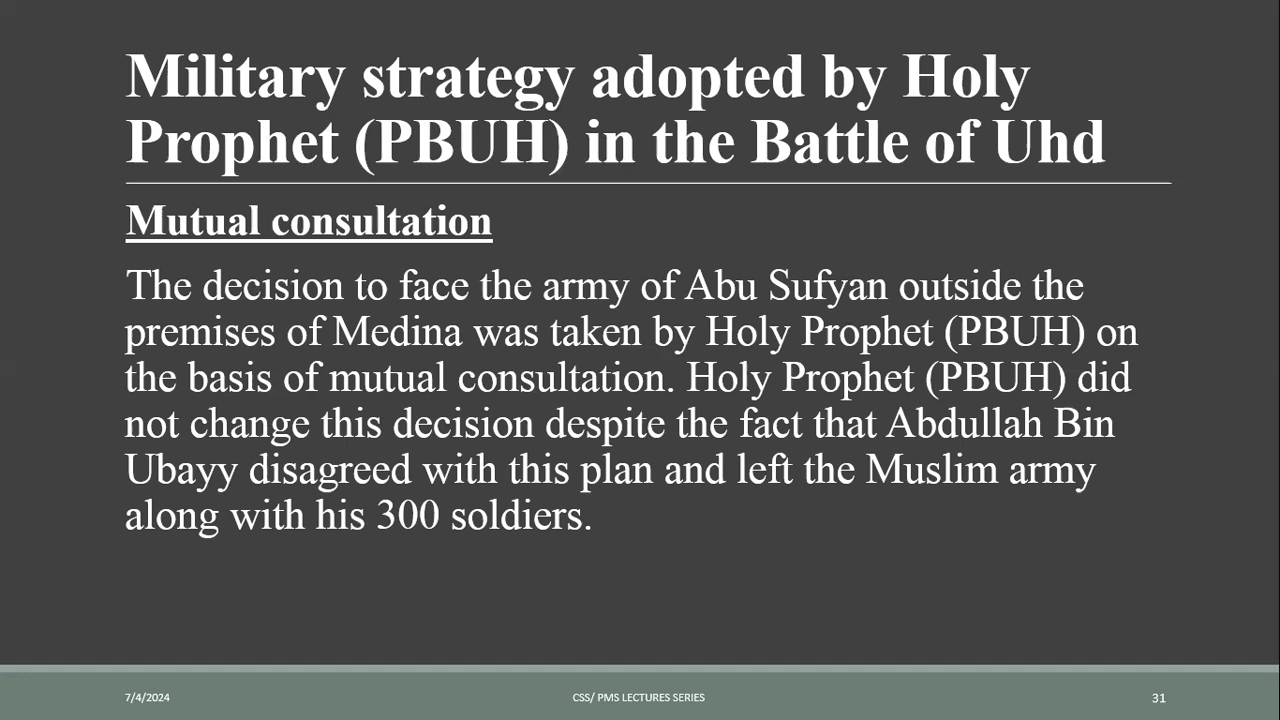 Military strategy adopted by Holy
Prophet (PBUH) in the Battle of Uhd
Mutual consultation
The decision to face the army of Abu Sufyan outside the
premises of Medina was taken by Holy Prophet (PBUH) on
the basis of mutual consultation. Holy Prophet (PBUH) did
not change this decision despite the fact that Abdullah Bin
Ubayy disagreed with this plan and left the Muslim army
along with his 300 soldiers.
7/4/2024
CSS/ PMS LECTURES SERIES
31